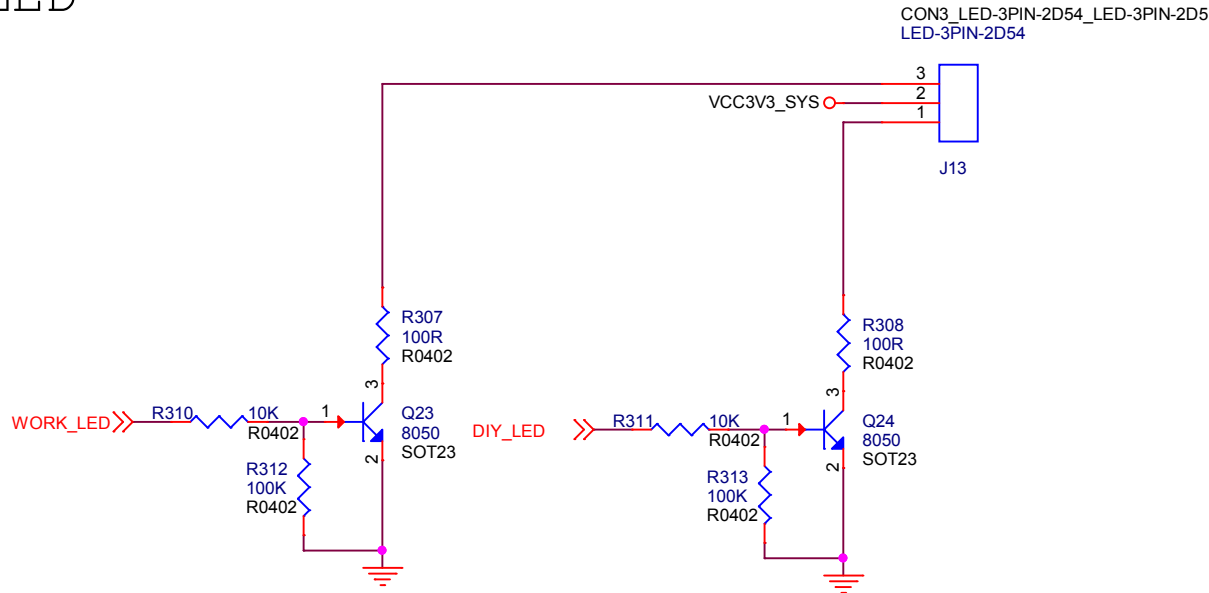 LED
CON3_LED-3PIN-2D54_LED-3PIN-2D5
LED-3PIN-2D54
3
VCC3V3_SYS
2
1
J13
R307
100R
R0402
R308
100R
R0402
3
3
WORK_LED
R310
10K
R0402
1
Q23
8050
SOT23
2
R312
100K
R0402
DIY_LED
R311
10K
R0402
1
Q24
8050
SOT23
2
R313
100K
R0402